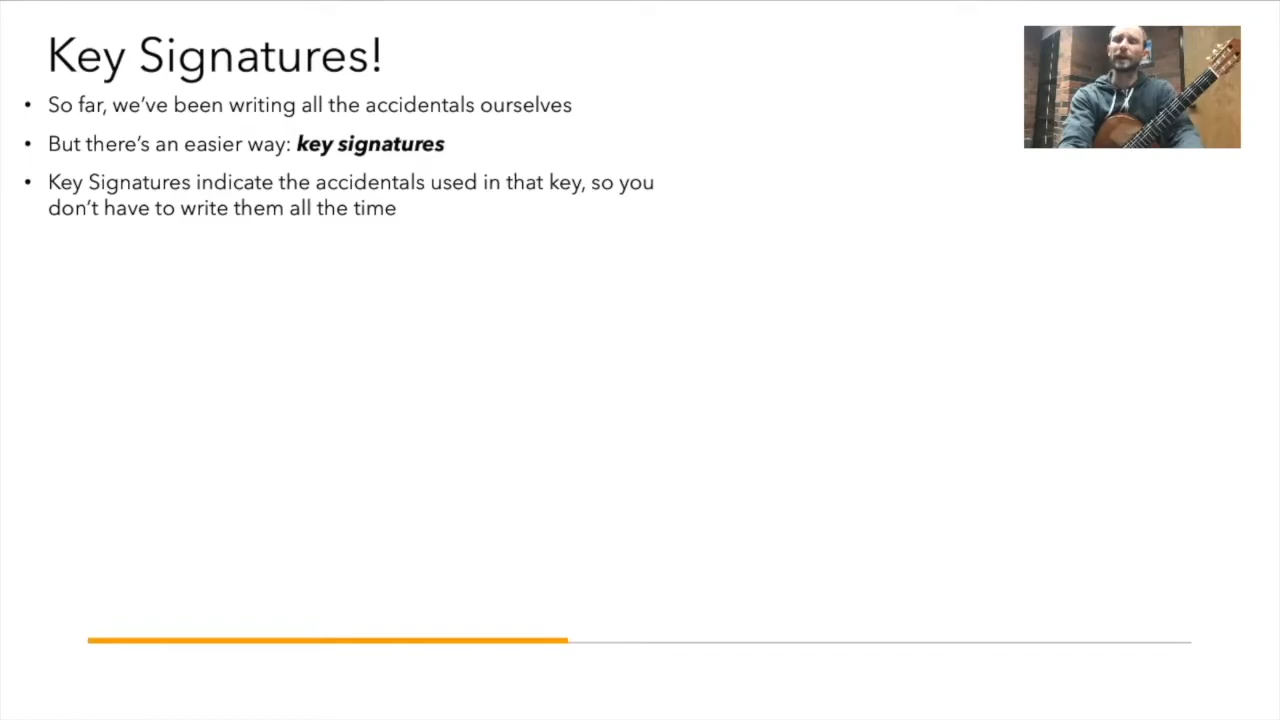 Key Signatures!
• So far, we’ve been writing all the accidentals ourselves
• But there’s an easier way: key signatures
• Key Signatures indicate the accidentals used in that key, so you
don’t have to write them all the time